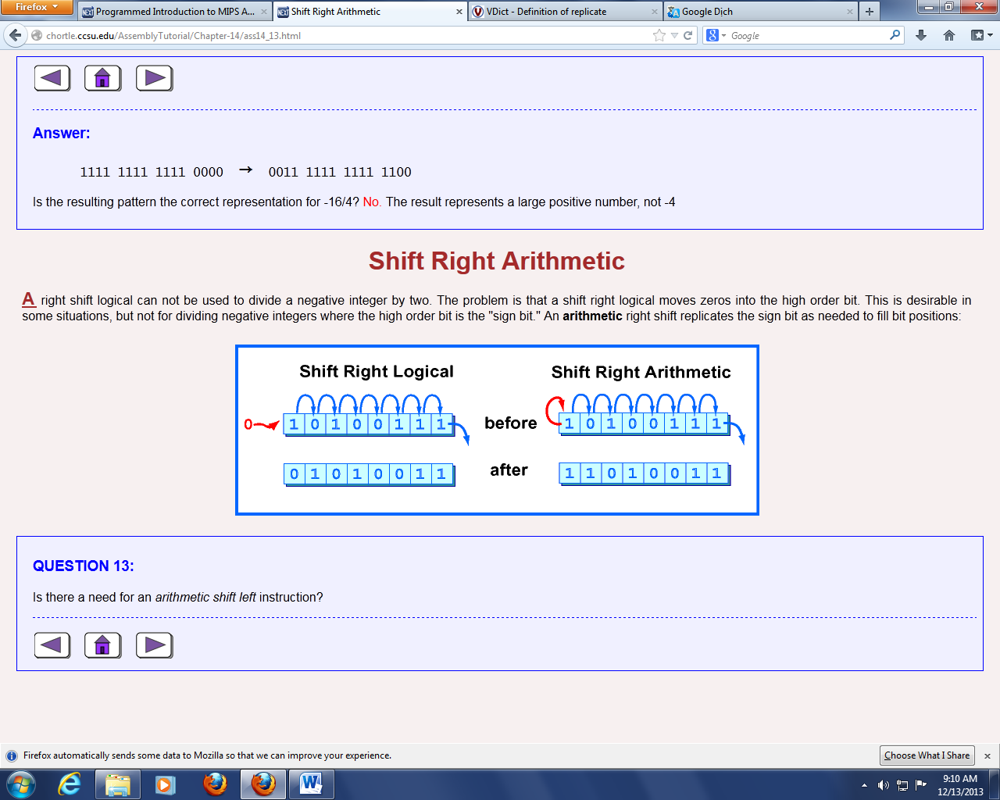 Firefox
Programmed Introduction to MIPS A...
Shift Right Arithmetic
VDict - Definition of replicate
Google Dịch
chortle.ccsu.edu/AssemblyTutorial/Chapter-14/ass14_13.html
Google
Answer:
1111 1111 1111 0000 → 0011 1111 1111 1100
Is the resulting pattern the correct representation for -16/4? No. The result represents a large positive number, not -4
Shift Right Arithmetic
A right shift logical can not be used to divide a negative integer by two. The problem is that a shift right logical moves zeros into the high order bit. This is desirable in
some situations, but not for dividing negative integers where the high order bit is the "sign bit." An arithmetic right shift replicates the sign bit as needed to fill bit positions:
Shift Right Logical
Shift Right Arithmetic
0
1 0 1 0 0 1 1 1
before
1 0 1 0 0 1 1 1
0 1 0 1 0 0 1 1
after
1 1 0 1 0 0 1 1
QUESTION 13:
Is there a need for an arithmetic shift left instruction?
Firefox automatically sends some data to Mozilla so that we can improve your experience.
Choose What I Share
9:10 AM
12/13/2013